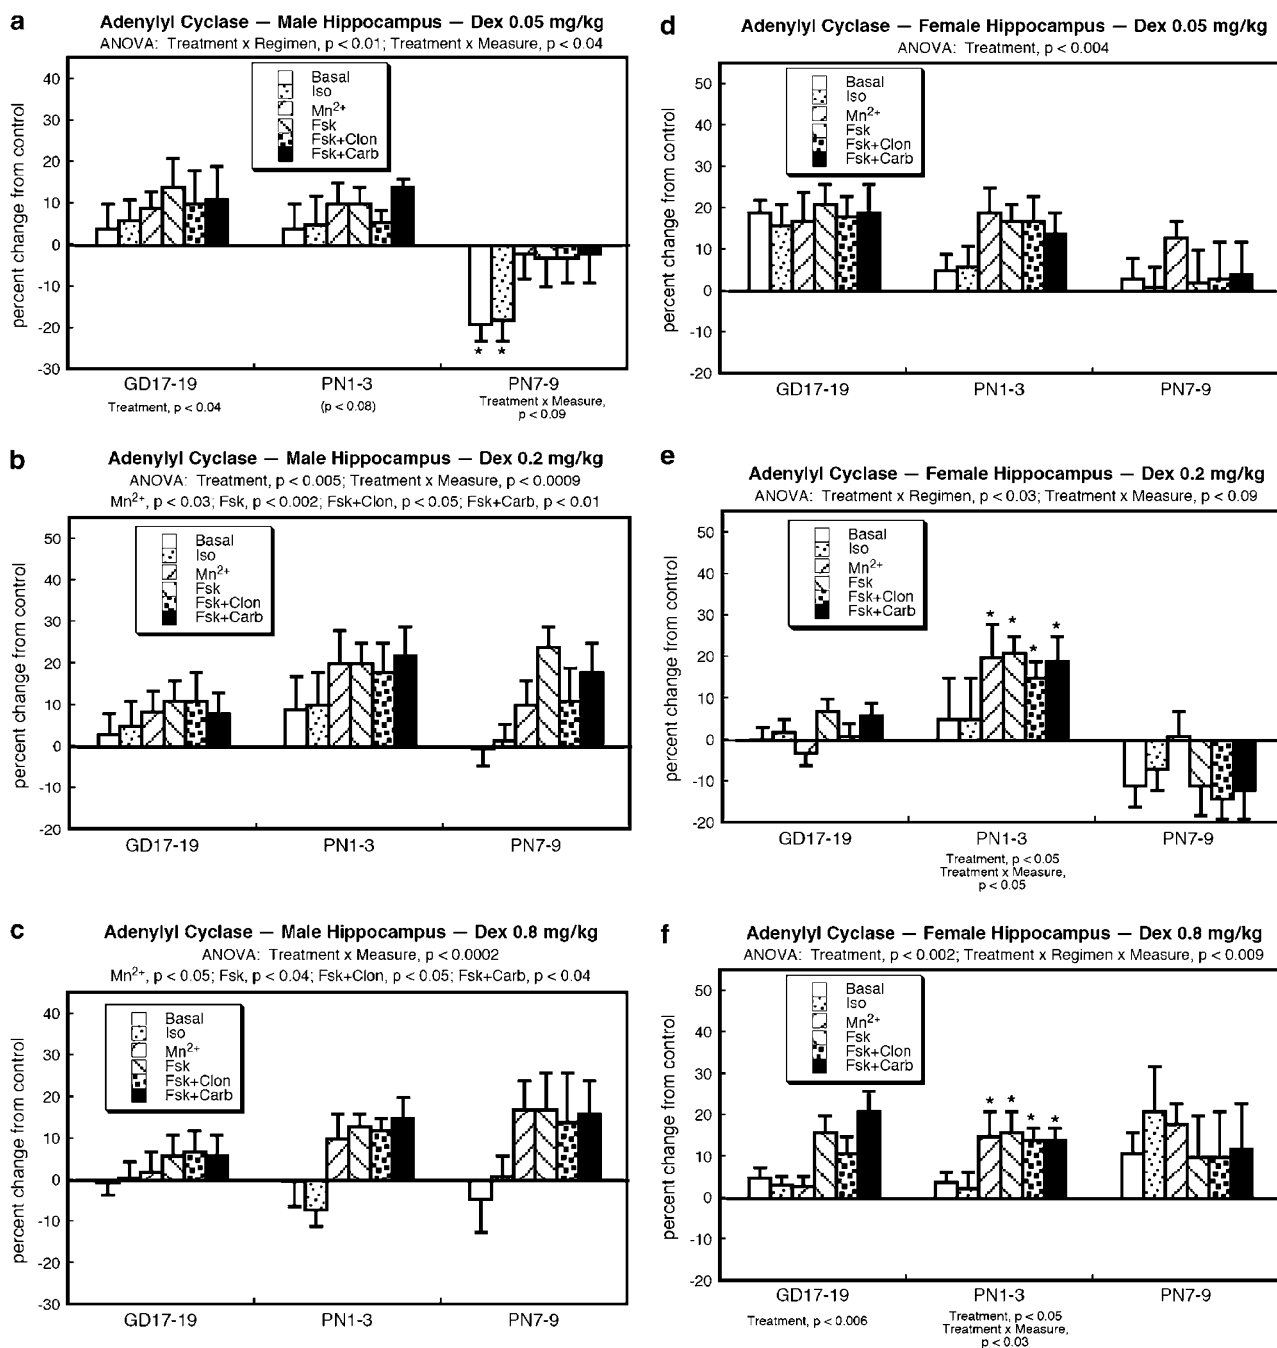 a
Adenylyl Cyclase — Male Hippocampus — Dex 0.05 mg/kg
ANOVA: Treatment x Regimen, p < 0.01; Treatment x Measure, p < 0.04
percent change from control
40
30
20
10
0
-10
-20
-30
Basal
Iso
Mn2+
Fsk
Fsk+Clon
Fsk+Carb
* *
GD17-19
PN1-3
PN7-9
Treatment, p < 0.04
(p < 0.08)
Treatment x Measure,
p < 0.09
b
Adenylyl Cyclase — Male Hippocampus — Dex 0.2 mg/kg
ANOVA: Treatment, p < 0.005; Treatment x Measure, p < 0.0009
Mn2+, p < 0.03; Fsk, p < 0.002; Fsk+Clon, p < 0.05; Fsk+Carb, p < 0.01
percent change from control
50
40
30
20
10
0
-10
-20
Basal
Iso
Mn2+
Fsk
Fsk+Clon
Fsk+Carb
GD17-19
PN1-3
PN7-9
c
Adenylyl Cyclase — Male Hippocampus — Dex 0.8 mg/kg
ANOVA: Treatment x Measure, p < 0.0002
Mn2+, p < 0.05; Fsk, p < 0.04; Fsk+Clon, p < 0.05; Fsk+Carb, p < 0.04
percent change from control
40
30
20
10
0
-10
-20
-30
Basal
Iso
Mn2+
Fsk
Fsk+Clon
Fsk+Carb
GD17-19
PN1-3
PN7-9
d
Adenylyl Cyclase — Female Hippocampus — Dex 0.05 mg/kg
ANOVA: Treatment, p < 0.004
percent change from control
50
40
30
20
10
0
-10
-20
Basal
Iso
Mn2+
Fsk
Fsk+Clon
Fsk+Carb
GD17-19
PN1-3
PN7-9
e
Adenylyl Cyclase — Female Hippocampus — Dex 0.2 mg/kg
ANOVA: Treatment x Regimen, p < 0.03; Treatment x Measure, p < 0.09
percent change from control
50
40
30
20
10
0
-10
-20
Basal
Iso
Mn2+
Fsk
Fsk+Clon
Fsk+Carb
* * * *
GD17-19
PN1-3
PN7-9
Treatment, p < 0.05
Treatment x Measure,
p < 0.05
f
Adenylyl Cyclase — Female Hippocampus — Dex 0.8 mg/kg
ANOVA: Treatment, p < 0.002; Treatment x Regimen x Measure, p < 0.009
percent change from control
50
40
30
20
10
0
-10
-20
Basal
Iso
Mn2+
Fsk
Fsk+Clon
Fsk+Carb
* * * *
GD17-19
PN1-3
PN7-9
Treatment, p < 0.006
Treatment, p < 0.05
Treatment x Measure,
p < 0.03